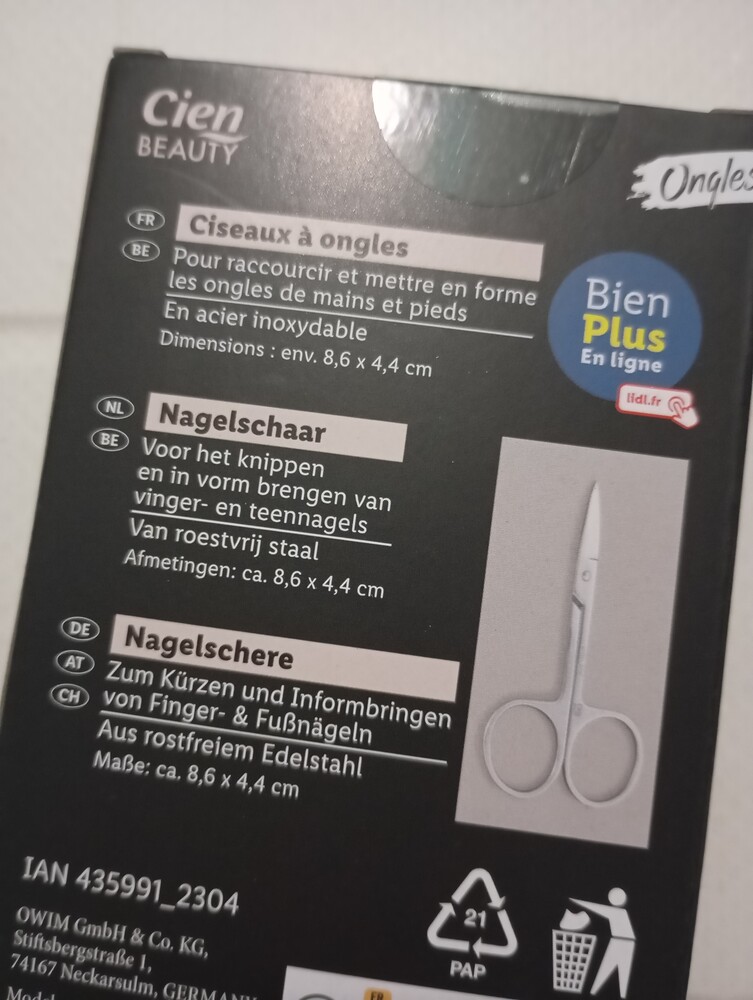 Cien
BEAUTY
Ongles
FR
BE
Ciseaux à ongles
Pour raccourcir et mettre en forme
les ongles de mains et pieds
En acier inoxydable
Dimensions : env. 8,6 x 4,4 cm
Bien
Plus
En ligne
lidl.fr
NL
BE
Nagelschaar
Voor het knippen
en in vorm brengen van
vinger- en teennagels
Van roestvrij staal
Afmetingen: ca. 8,6 x 4,4 cm
DE
AT
CH
Nagelschere
Zum Kürzen und Informbringen
von Finger- & Fußnägeln
Aus rostfreiem Edelstahl
Maße: ca. 8,6 x 4,4 cm
IAN 435991_2304
OWIM GmbH & Co. KG,
Stiftsbergstraße 1,
74167 Neckarsulm, GERMANY
21
PAP
FR